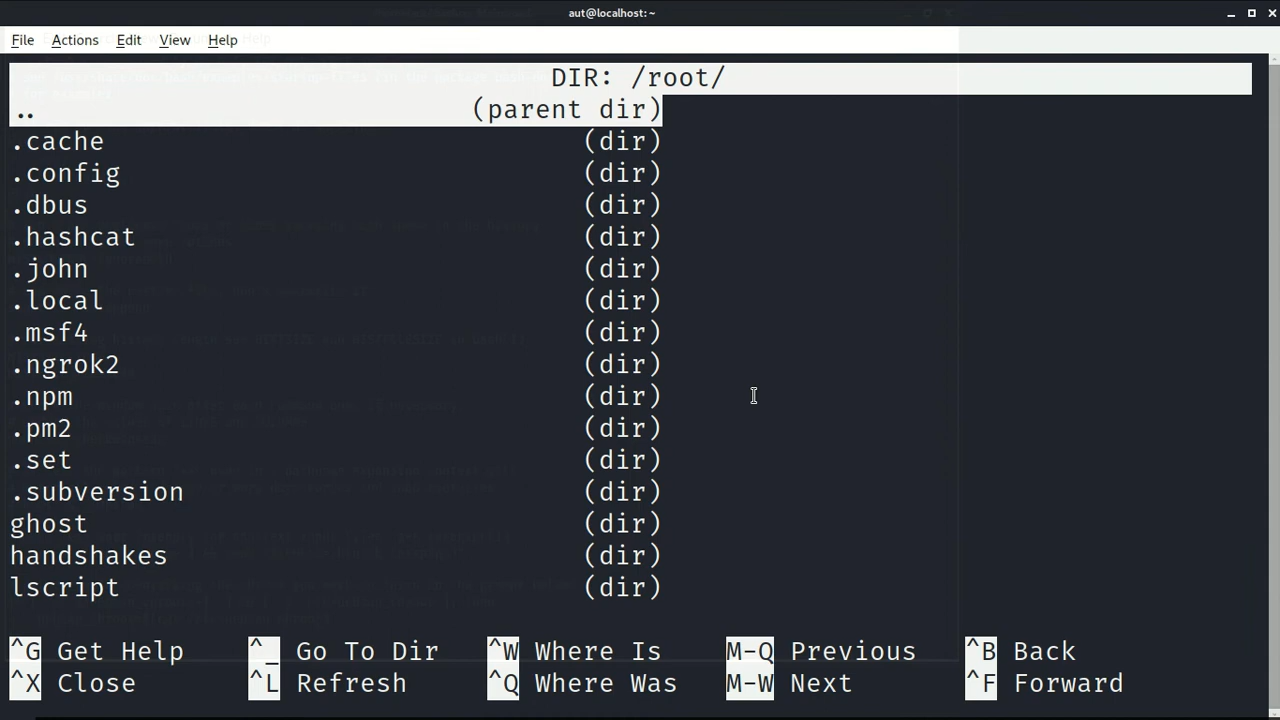 aut@localhost:~
File Actions Edit View Help
DIR: /root/
.. (parent dir)
.cache (dir)
.config (dir)
.dbus (dir)
.hashcat (dir)
.john (dir)
.local (dir)
.msf4 (dir)
.ngrok2 (dir)
.npm (dir)
.pm2 (dir)
.set (dir)
.subversion (dir)
ghost (dir)
handshakes (dir)
lscript (dir)
^G Get Help ^_ Go To Dir ^W Where Is M-Q Previous ^B Back
^X Close ^L Refresh ^Q Where Was M-W Next ^F Forward